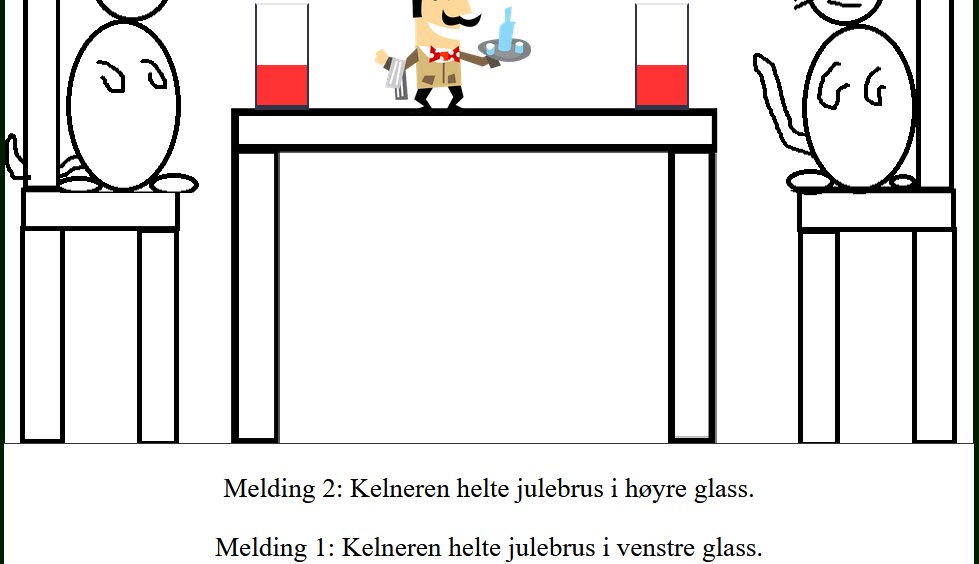 Melding 2: Kelneren helte julebrus i høyre glass.
Melding 1: Kelneren helte julebrus i venstre glass.